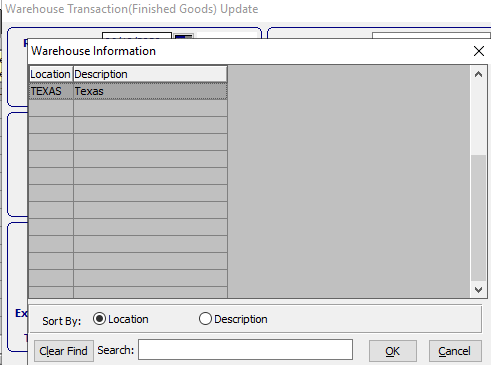 Warehouse Transaction(Finished Goods) Update
Warehouse Information
Location Description
TEXAS Texas
Sort By: Location Description
Clear Find Search: OK Cancel